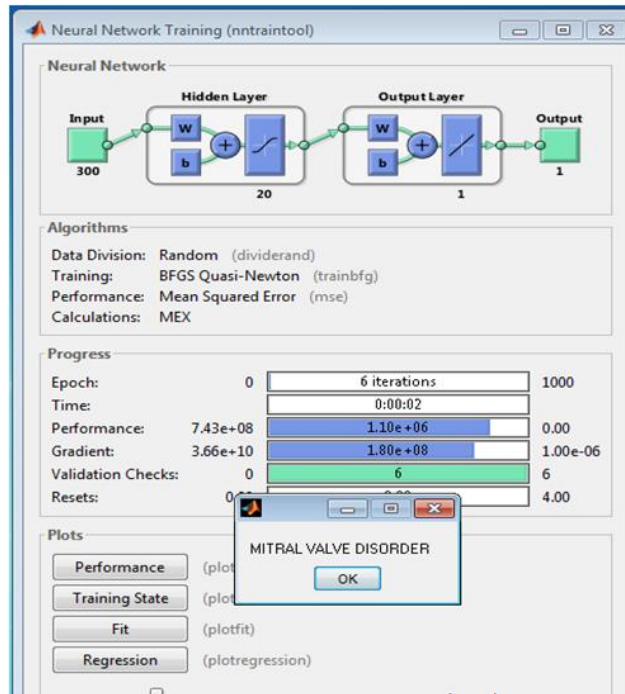 Neural Network Training (nntraintool)
Neural Network
Hidden Layer
Output Layer
Input
Output
W
b
W
b
300
20
1
1
Algorithms
Data Division: Random (dividerand)
Training: BFGS Quasi-Newton (trainbfg)
Performance: Mean Squared Error (mse)
Calculations: MEX
Progress
Epoch: 0 6 iterations 1000
Time: 0:00:02
Performance: 7.43e+08 1.10e+06 0.00
Gradient: 3.66e+10 1.80e+08 1.00e-06
Validation Checks: 0 6 6
Resets: 4.00
MITRAL VALVE DISORDER
OK
Plots
Performance
Training State
Fit (plotfit)
Regression (plotregression)